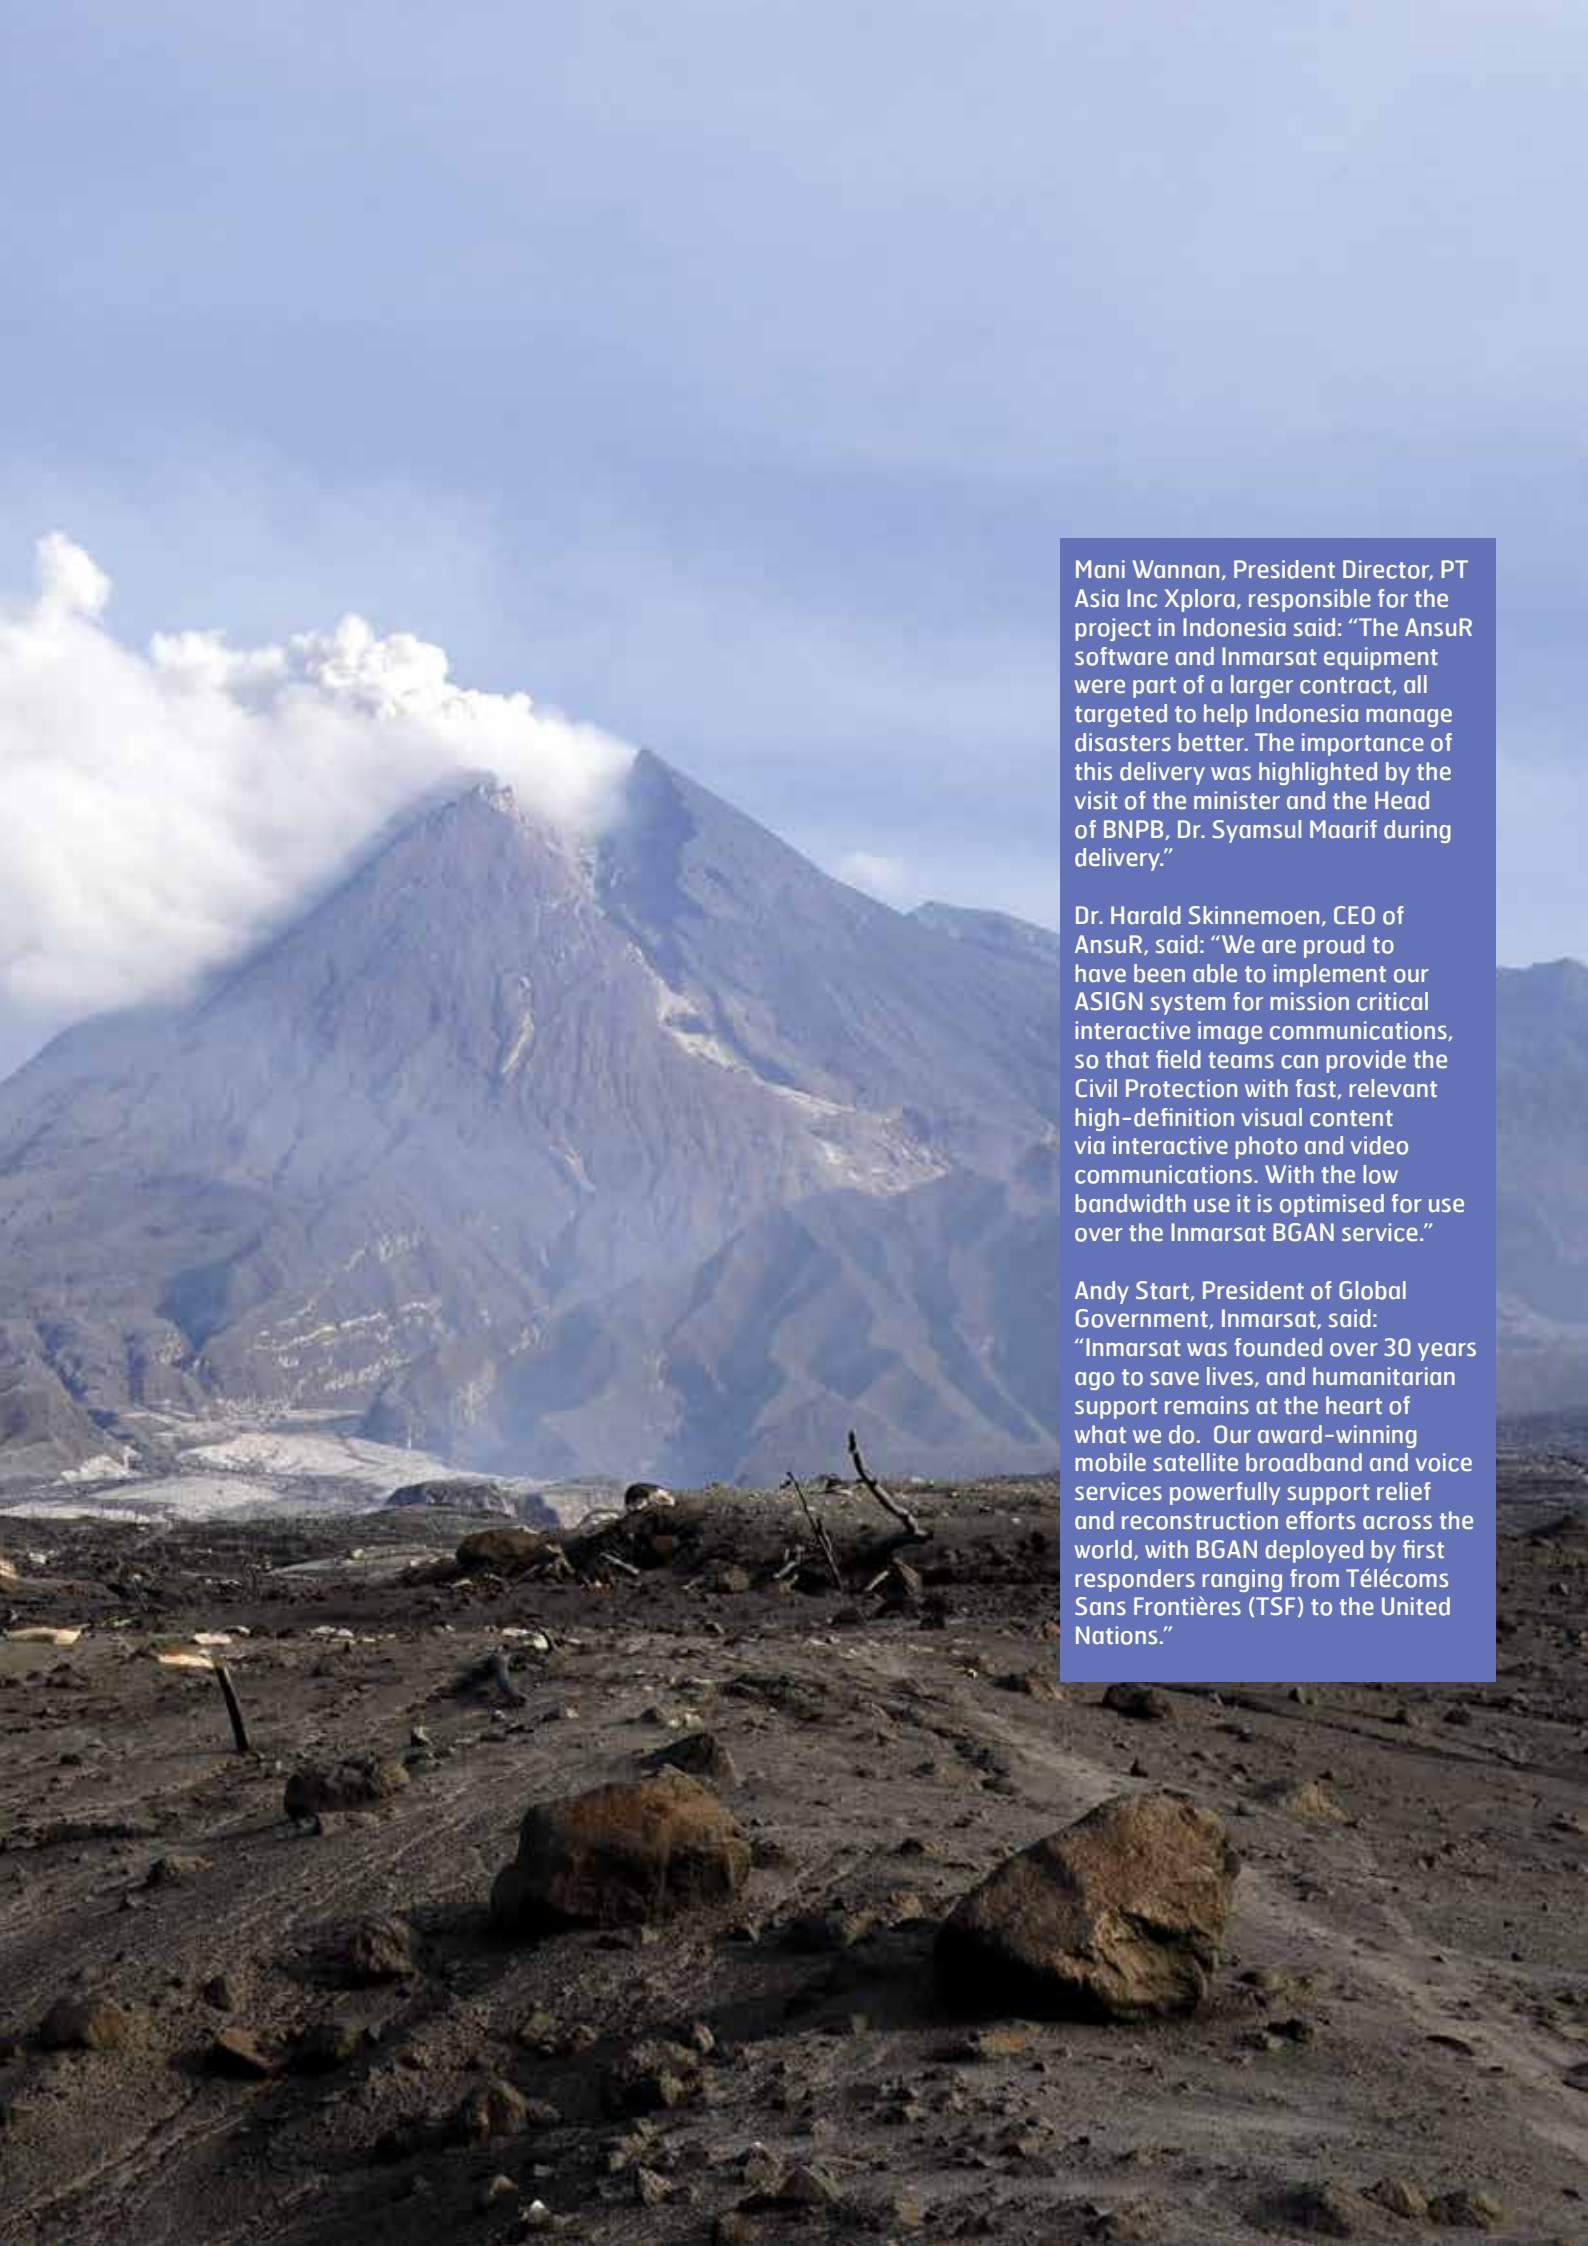 Mani Wannan, President Director, PT
Asia Inc Xplora, responsible for the
project in Indonesia said: “The AnsuR
software and Inmarsat equipment
were part of a larger contract, all
targeted to help Indonesia manage
disasters better. The importance of
this delivery was highlighted by the
visit of the minister and the Head
of BNPB, Dr. Syamsul Maarif during
delivery.”

Dr. Harald Skinnemoen, CEO of
AnsuR, said: “We are proud to
have been able to implement our
ASIGN system for mission critical
interactive image communications,
so that field teams can provide the
Civil Protection with fast, relevant
high-definition visual content
via interactive photo and video
communications. With the low
bandwidth use it is optimised for use
over the Inmarsat BGAN service.”

Andy Start, President of Global
Government, Inmarsat, said:
“Inmarsat was founded over 30 years
ago to save lives, and humanitarian
support remains at the heart of
what we do.  Our award-winning
mobile satellite broadband and voice
services powerfully support relief
and reconstruction efforts across the
world, with BGAN deployed by first
responders ranging from Télécoms
Sans Frontières (TSF) to the United
Nations.”